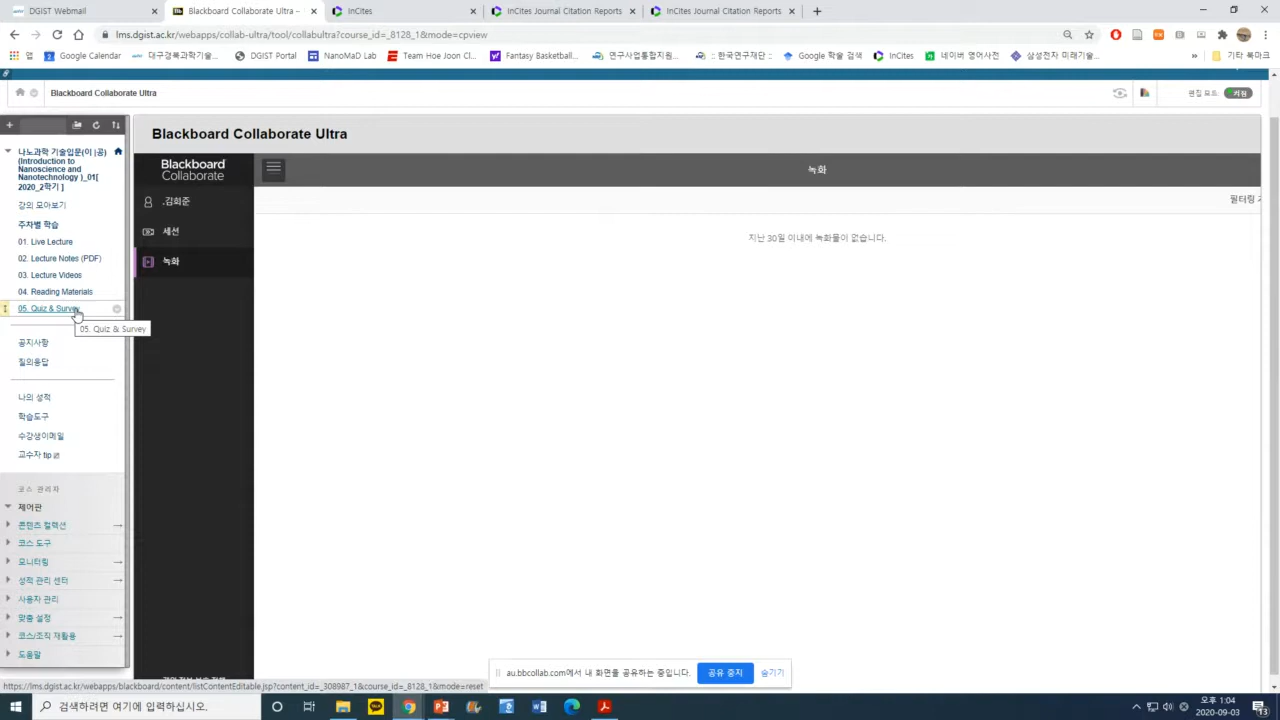 DGIST Webmail
Blackboard Collaborate Ultra –
InCites
InCites Journal Citation Reports
InCites Journal Citation Reports
lms.dgist.ac.kr/webapps/collab-ultra/tool/collabultra?course_id=_8128_1&mode=cpview
앱
Google Calendar
대구경북과학기술...
DGIST Portal
NanoMaD Lab
Team Hoe Joon Cl...
Fantasy Basketball...
연구사업통합지원...
:: 한국연구재단 ::
Google 학술 검색
InCites
네이버 영어사전
삼성전자 미래기술...
»
기타 북마크
Blackboard Collaborate Ultra
편집 모드:
켜짐
나노과학 기술입문(이|공)
(Introduction to
Nanoscience and
Nanotechnology )_01[
2020_2학기 ]
강의 모아보기
주차별 학습
01. Live Lecture
02. Lecture Notes (PDF)
03. Lecture Videos
04. Reading Materials
05. Quiz & Survey
05. Quiz & Survey
공지사항
질의응답
나의 성적
학습도구
수강생이메일
교수자 tip
코스 관리자
제어판
콘텐츠 컬렉션
코스 도구
모니터링
성적 관리 센터
사용자 관리
맞춤 설정
코스/조직 재활용
도움말
Blackboard Collaborate Ultra
Blackboard
Collaborate
녹화
.김회준
세션
녹화
필터링
지난 30일 이내에 녹화물이 없습니다.
au.bbcollab.com에서 내 화면을 공유하는 중입니다.
공유 중지
숨기기
https://lms.dgist.ac.kr/webapps/blackboard/content/listContentEditable.jsp?content_id=_308987_1&course_id=_8128_1&mode=reset
검색하려면 여기에 입력하십시오.
오후 1:04
2020-09-03
13